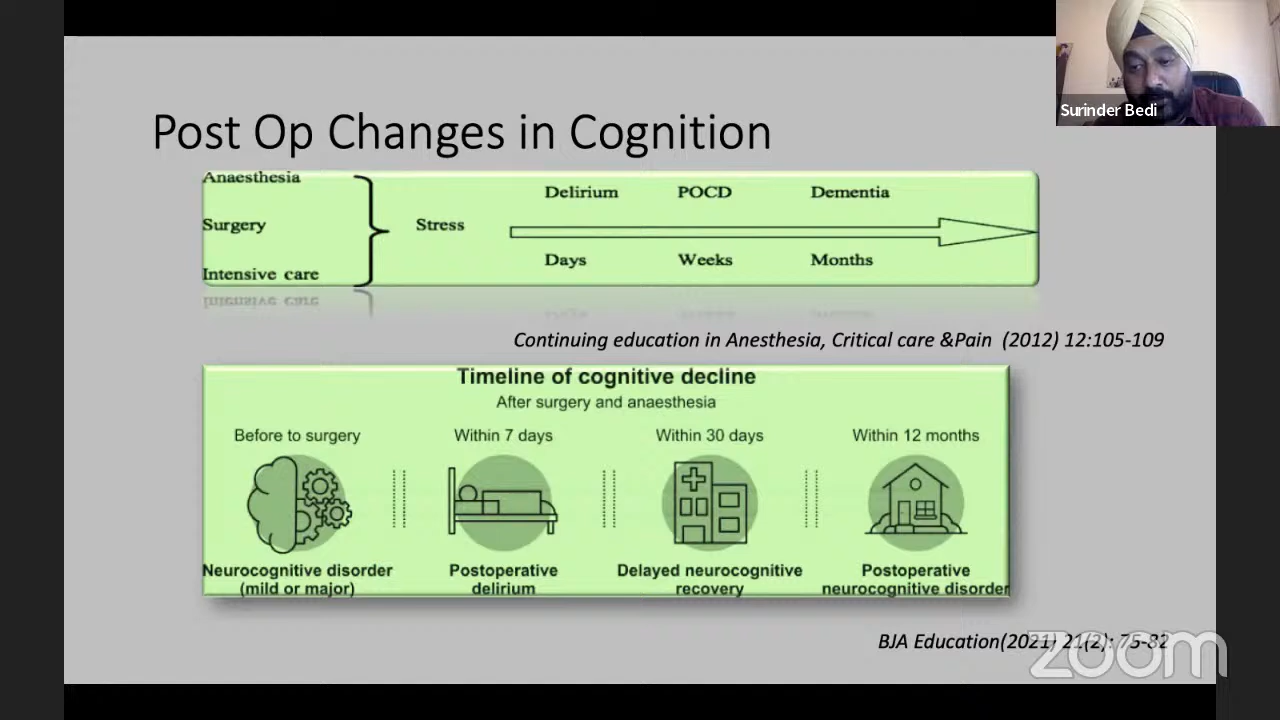 Surinder Bedi
Post Op Changes in Cognition
Anaesthesia
Surgery
Intensive care
Stress
Delirium POCD Dementia
Days Weeks Months
Continuing education in Anesthesia, Critical care &Pain (2012) 12:105-109
Timeline of cognitive decline
After surgery and anaesthesia
Before to surgery
Neurocognitive disorder
(mild or major)
Within 7 days
Postoperative
delirium
Within 30 days
Delayed neurocognitive
recovery
Within 12 months
Postoperative
neurocognitive disorder
BJA Education(2021) 21(2): 75-82
zoom